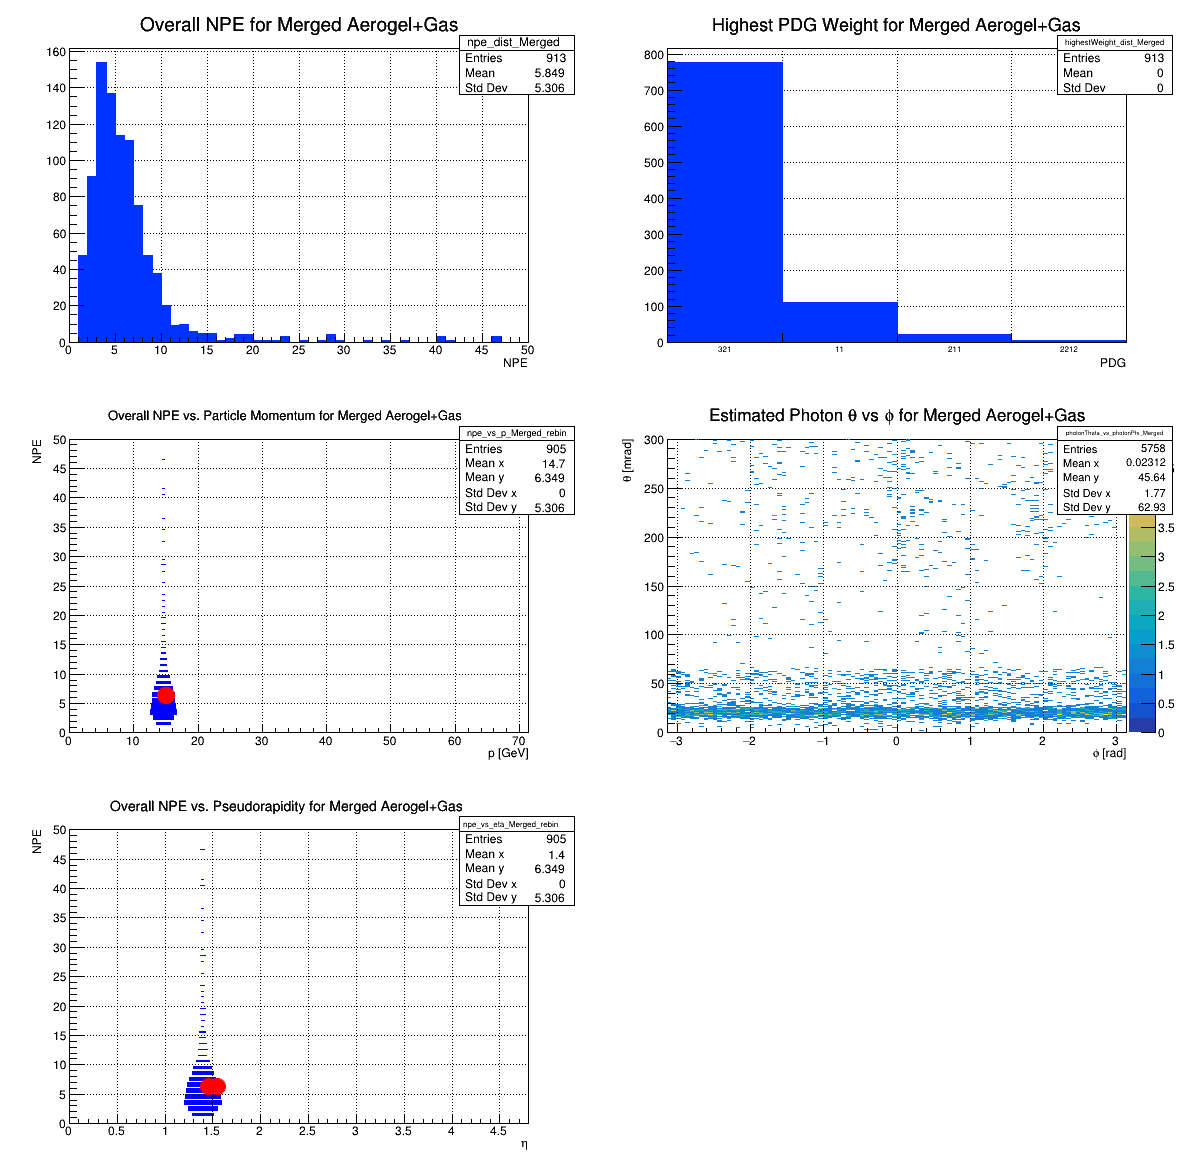 Overall NPE for Merged Aerogel+Gas
npe_dist_Merged
Entries 913
Mean 5.849
Std Dev 5.306
160
140
120
100
80
60
40
20
0
0 5 10 15 20 25 30 35 40 45 50
NPE
Highest PDG Weight for Merged Aerogel+Gas
highestWeight_dist_Merged
Entries 913
Mean 0
Std Dev 0
800
700
600
500
400
300
200
100
0
321 11 211 2212
PDG
Overall NPE vs. Particle Momentum for Merged Aerogel+Gas
npe_vs_p_Merged_rebin
Entries 905
Mean x 14.7
Mean y 6.349
Std Dev x 0
Std Dev y 5.306
NPE
50
45
40
35
30
25
20
15
10
5
0
0 10 20 30 40 50 60 70
p [GeV]
Estimated Photon θ vs ϕ for Merged Aerogel+Gas
photonTheta_vs_photonPhi_Merged
Entries 5758
Mean x 0.02312
Mean y 45.64
Std Dev x 1.77
Std Dev y 62.93
θ [mrad]
300
250
200
150
100
50
0
−3 −2 −1 0 1 2 3
ϕ [rad]
3.5
3
2.5
2
1.5
1
0.5
0
Overall NPE vs. Pseudorapidity for Merged Aerogel+Gas
npe_vs_eta_Merged_rebin
Entries 905
Mean x 1.4
Mean y 6.349
Std Dev x 0
Std Dev y 5.306
NPE
50
45
40
35
30
25
20
15
10
5
0
0 0.5 1 1.5 2 2.5 3 3.5 4 4.5
η